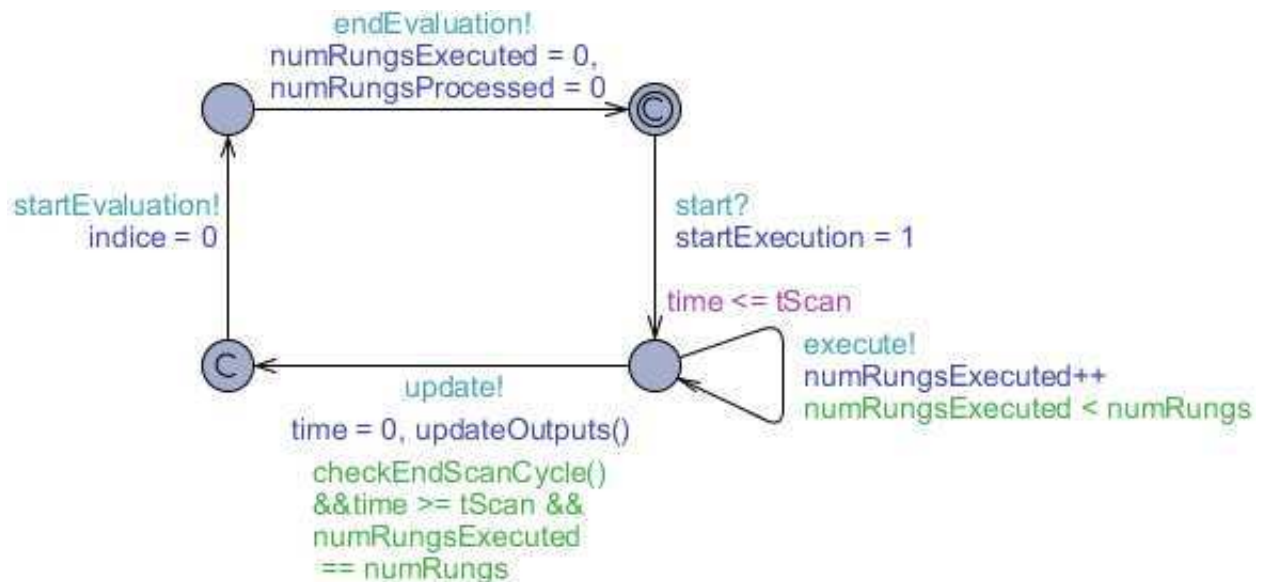 endEvaluation!
numRungsExecuted = 0,
numRungsProcessed = 0
C
startEvaluation!
indice = 0
start?
startExecution = 1
time <= tScan
execute!
numRungsExecuted++
numRungsExecuted < numRungs
C
update!
time = 0, updateOutputs()
checkEndScanCycle()
&&time >= tScan &&
numRungsExecuted
== numRungs